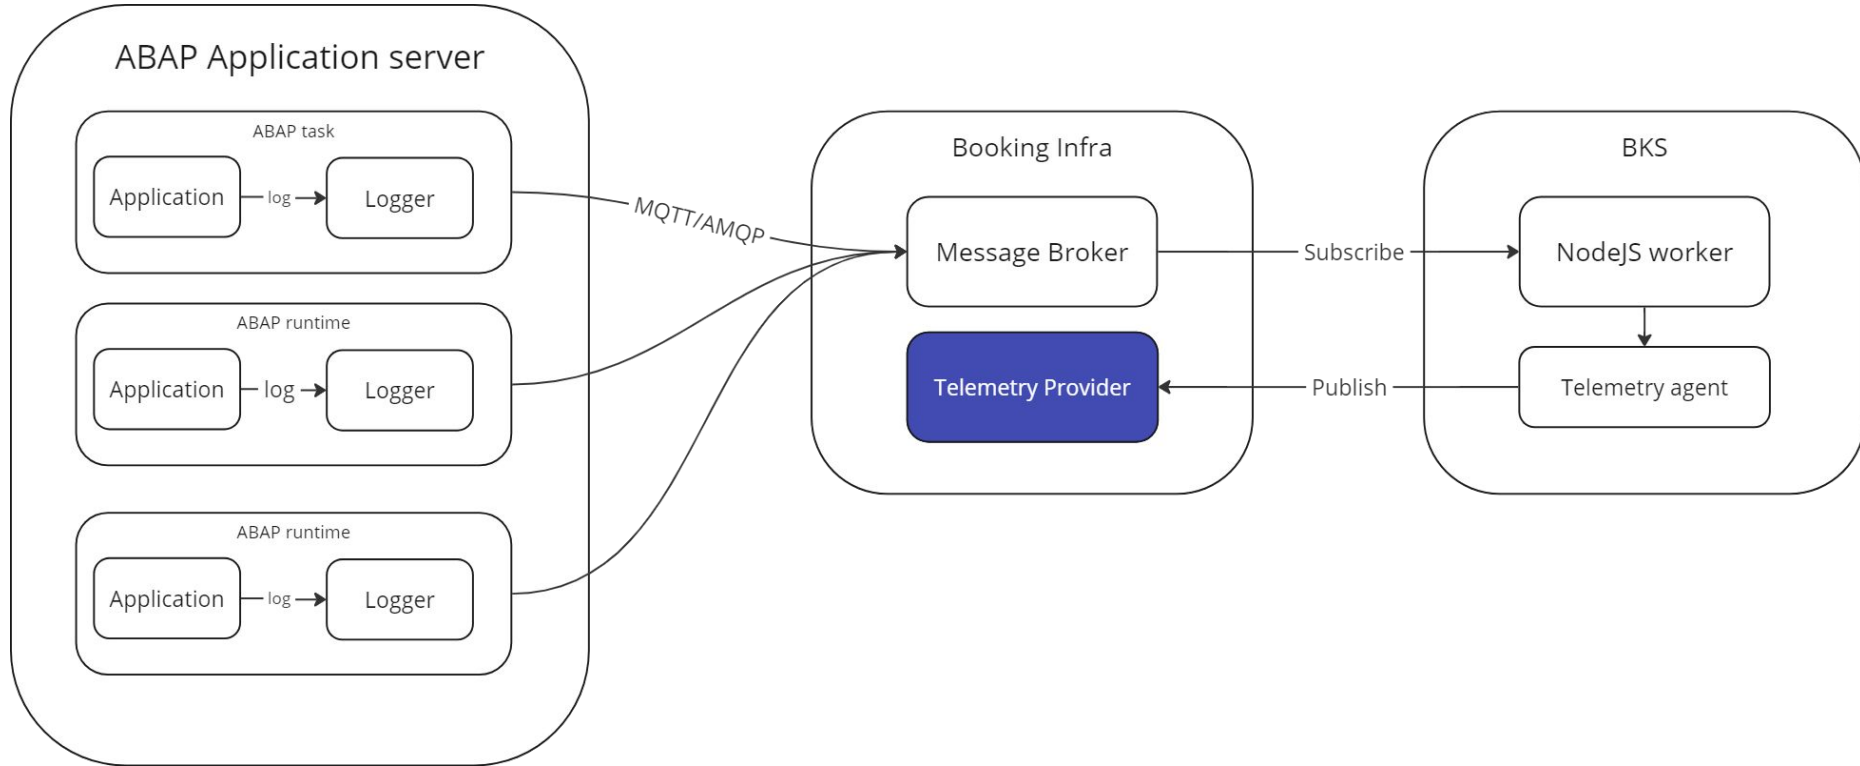 ABAP Application server
ABAP task
Application
log
Logger
ABAP runtime
Application
log
Logger
ABAP runtime
Application
log
Logger
MQTT/AMQP
Booking Infra
Message Broker
Telemetry Provider
Subscribe
Publish
BKS
NodeJS worker
Telemetry agent